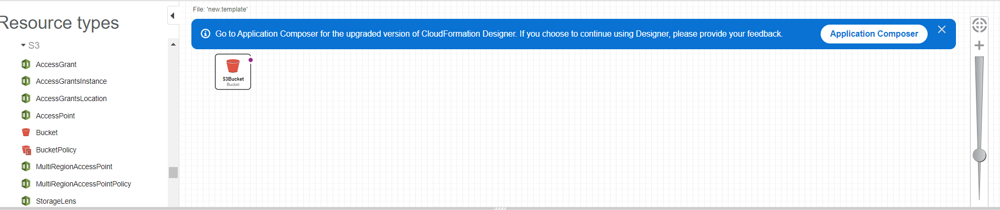 Resource types
S3
AccessGrant
AccessGrantsInstance
AccessGrantsLocation
AccessPoint
Bucket
BucketPolicy
MultiRegionAccessPoint
MultiRegionAccessPointPolicy
StorageLens
File: 'new.template'
Go to Application Composer for the upgraded version of CloudFormation Designer. If you choose to continue using Designer, please provide your feedback.
Application Composer
S3Bucket
Bucket